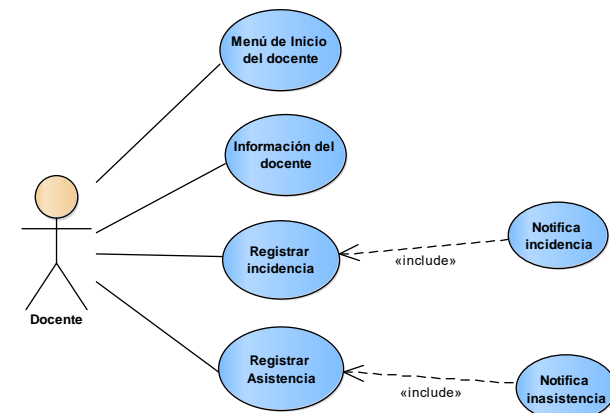 Menú de Inicio
del docente
Información del
docente
Registrar
incidencia
Notifica
incidencia
«include»
Docente
Registrar
Asistencia
Notifica
inasistencia
«include»